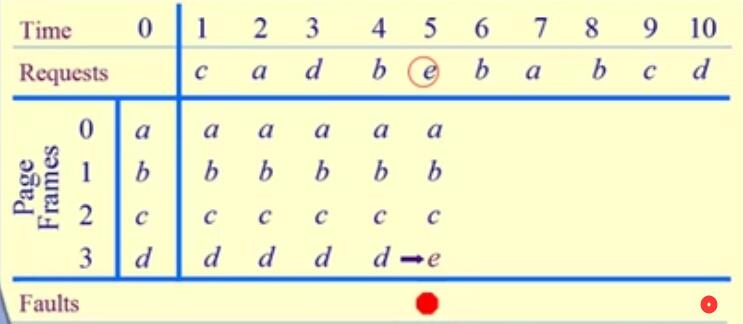 Time 0 1 2 3 4 5 6 7 8 9 10
Requests c a d b e b a b c d
Page Frames
0 a a a a a a
1 b b b b b b
2 c c c c c c
3 d d d d d e
Faults